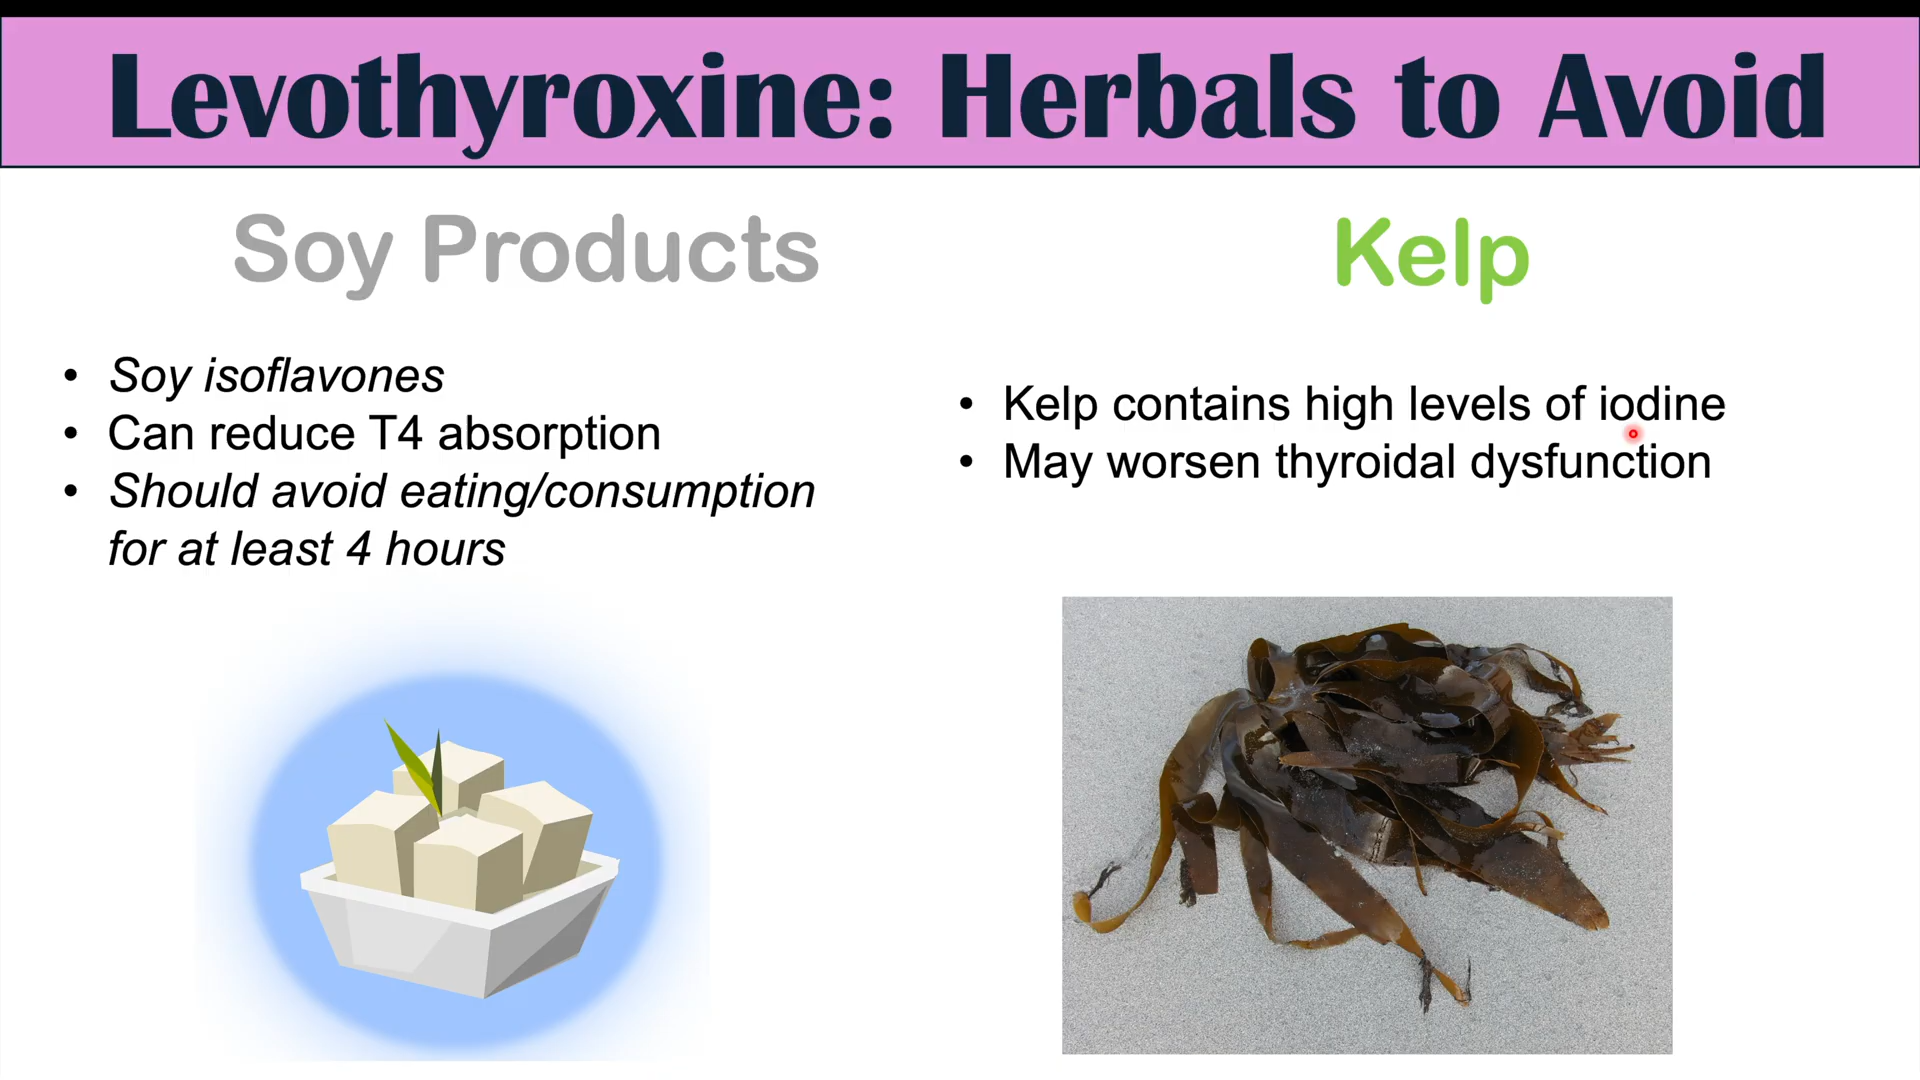 Levothyroxine: Herbals to Avoid
Soy Products
• Soy isoflavones
• Can reduce T4 absorption
• Should avoid eating/consumption
for at least 4 hours
Kelp
• Kelp contains high levels of iodine
• May worsen thyroidal dysfunction